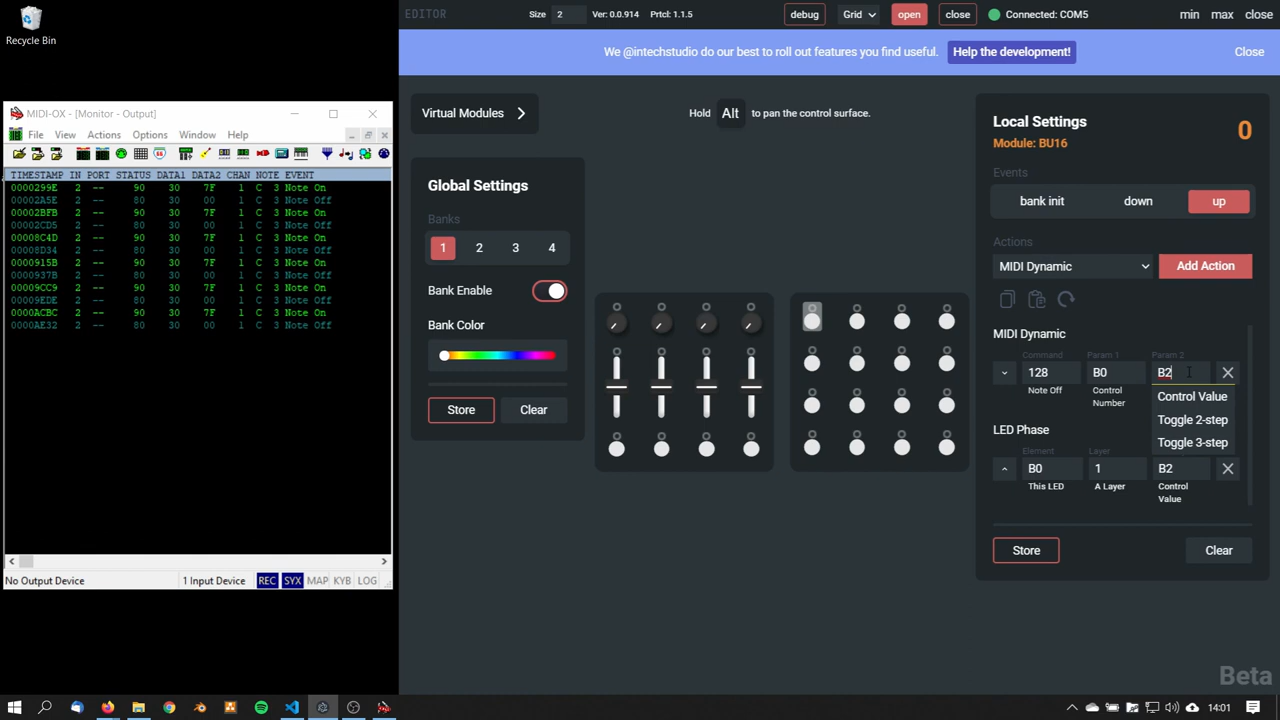 Recycle Bin
MIDI-OX - [Monitor - Output]
File View Actions Options Window Help
TIMESTAMP IN PORT STATUS DATA1 DATA2 CHAN NOTE EVENT
0000299E 2 -- 90 30 7F 1 C 3 Note On
00002A5E 2 -- 80 30 00 1 C 3 Note Off
00002BFB 2 -- 90 30 7F 1 C 3 Note On
00002CD5 2 -- 80 30 00 1 C 3 Note Off
00008C4D 2 -- 90 30 7F 1 C 3 Note On
00008D34 2 -- 80 30 00 1 C 3 Note Off
0000915B 2 -- 90 30 7F 1 C 3 Note On
0000937B 2 -- 80 30 00 1 C 3 Note Off
00009CC9 2 -- 90 30 7F 1 C 3 Note On
00009EDE 2 -- 80 30 00 1 C 3 Note Off
0000ACBC 2 -- 90 30 7F 1 C 3 Note On
0000AE32 2 -- 80 30 00 1 C 3 Note Off
No Output Device 1 Input Device REC SYX MAP KYB LOG
EDITOR Size 2 Ver: 0.0.914 Prtcl: 1.1.5 debug Grid open close Connected: COM5 min max close
We @intechstudio do our best to roll out features you find useful. Help the development! Close
Virtual Modules
Hold Alt to pan the control surface.
Global Settings
Banks
1 2 3 4
Bank Enable
Bank Color
Store Clear
Local Settings 0
Module: BU16
Events
bank init down up
Actions
MIDI Dynamic Add Action
MIDI Dynamic
Command Param 1 Param 2
128 B0 B2
Note Off Control Number
Control Value
Toggle 2-step
Toggle 3-step
LED Phase
Element Layer
B0 1 B2
This LED A Layer Control Value
Store Clear
Beta
14:01